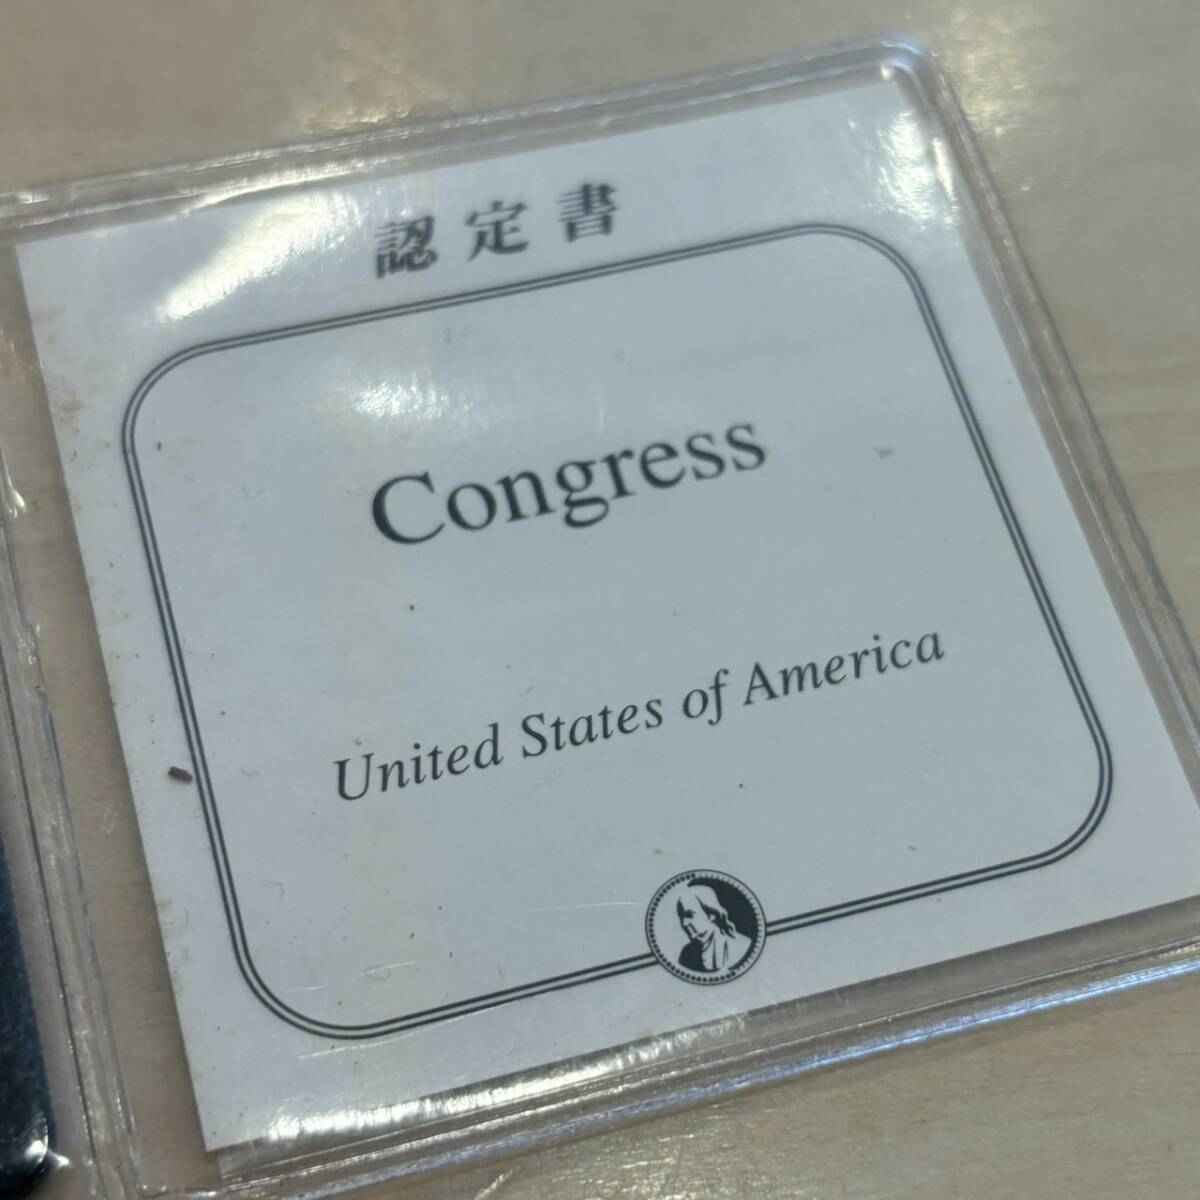 認定書
Congress
United States of America